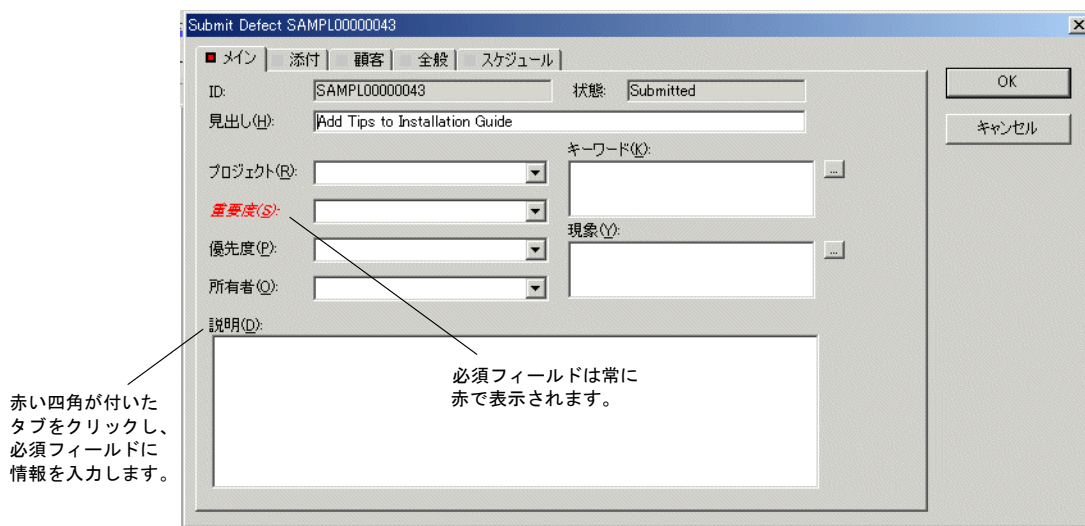 Submit Defect SAMPL00000043
メイン 添付 顧客 全般 スケジュール
ID: SAMPL00000043 状態: Submitted
OK
見出し(H): Add Tips to Installation Guide
キャンセル
キーワード(K):
プロジェクト(R):
...
重要度(S):
現象(Y):
優先度(P):
...
所有者(O):
説明(D):
必須フィールドは常に
赤で表示されます。
赤い四角が付いた
タブをクリックし、
必須フィールドに
情報を入力します。